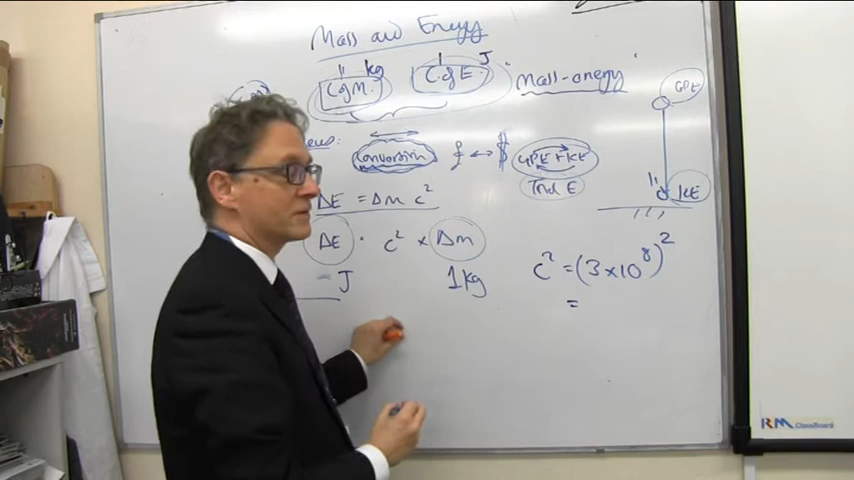 Mass and Energy
C of M. kg C of E. J Mass-energy
GPE
Conversion £ ↔ $ GPE + KE
Total E KE
ΔE = Δm c²
ΔE c² × Δm
J 1kg c² = (3×10⁸)²
=
RM ClassBoard